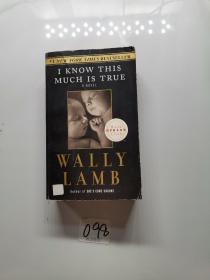 #1 NEW YORK TIMES BESTSELLER
I KNOW THIS
MUCH IS TRUE
A NOVEL
OPRAH'S
WALLY
LAMB
Author of SHE'S COME UNDONE
098